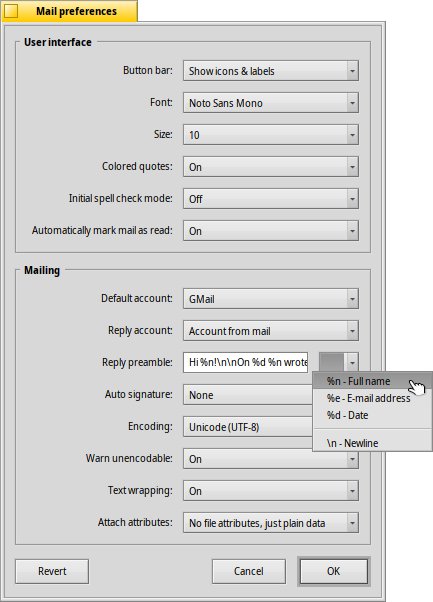 Mail preferences
User interface
Button bar: Show icons & labels
Font: Noto Sans Mono
Size: 10
Colored quotes: On
Initial spell check mode: Off
Automatically mark mail as read: On
Mailing
Default account: GMail
Reply account: Account from mail
Reply preamble: Hi %n!\n\nOn %d %n wrote
%n - Full name
%e - E-mail address
%d - Date
\n - Newline
Auto signature: None
Encoding: Unicode (UTF-8)
Warn unencodable: On
Text wrapping: On
Attach attributes: No file attributes, just plain data
Revert Cancel OK